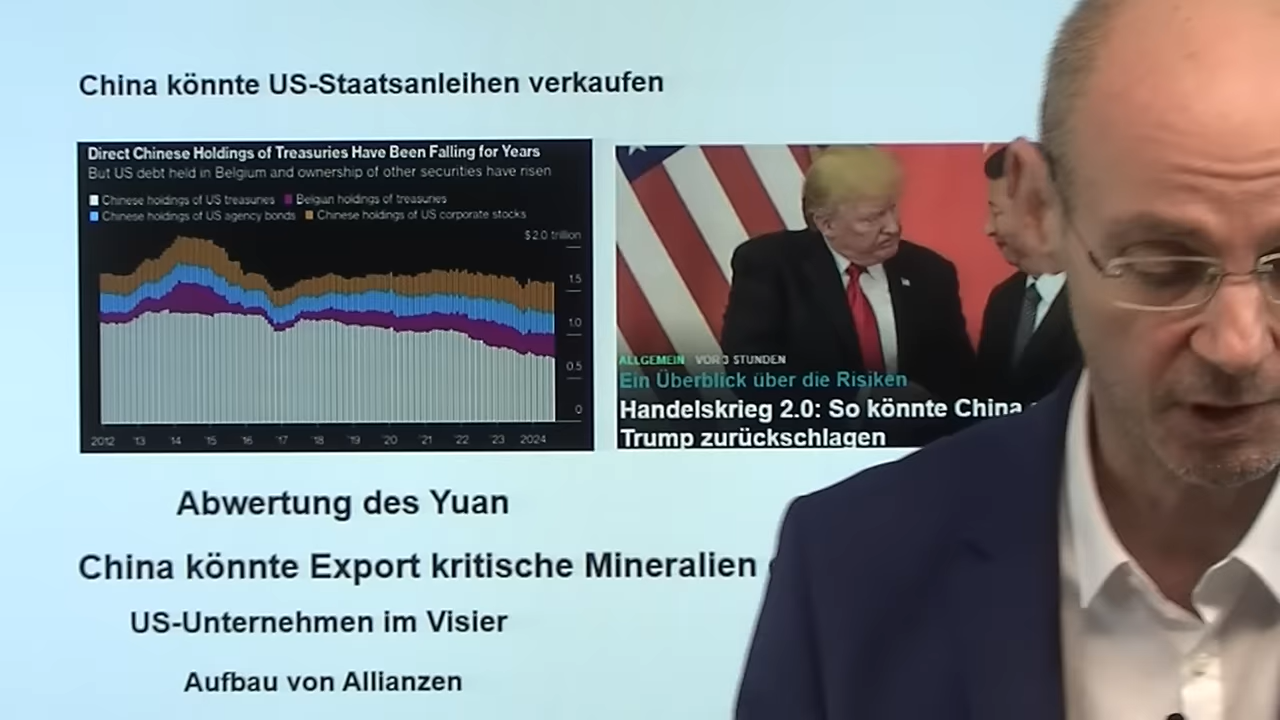 China könnte US-Staatsanleihen verkaufen
Direct Chinese Holdings of Treasuries Have Been Falling for Years
But US debt held in Belgium and ownership of other securities have risen
Chinese holdings of US treasuries Belgian holdings of treasuries
Chinese holdings of US agency bonds Chinese holdings of US corporate stocks
$2.0 trillion
1.5
1.0
0.5
0
2012 '13 '14 '15 '16 '17 '18 '19 '20 '21 '22 '23 2024
ALLGEMEIN VOR 3 STUNDEN
Ein Überblick über die Risiken
Handelskrieg 2.0: So könnte China
Trump zurückschlagen
Abwertung des Yuan
China könnte Export kritische Mineralien
US-Unternehmen im Visier
Aufbau von Allianzen